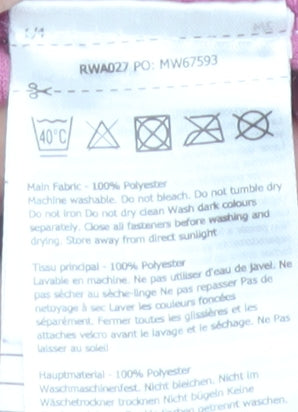 RWA027 PO: MW67593
40°C
Main Fabric - 100% Polyester
Machine washable. Do not bleach. Do not tumble dry
Do not iron Do not dry clean Wash dark colours
separately. Close all fasteners before washing and
drying. Store away from direct sunlight
Tissu principal - 100% Polyester
Lavable en machine. Ne pas utiliser d'eau de javel. Ne
pas sécher au sèche-linge Ne pas repasser Pas de
netoyage à sec Laver les couleurs foncées
séparément. Fermer toutes les glissières et les
attaches velcro avant le lavage et le séchage. Ne Pas
laisser au soleil
Hauptmaterial - 100% Polyester
Waschmaschinenfest. Nicht bleichen. Nicht im
Wäschetrockner trocknen Nicht bügeln Keine
getrennt waschen.